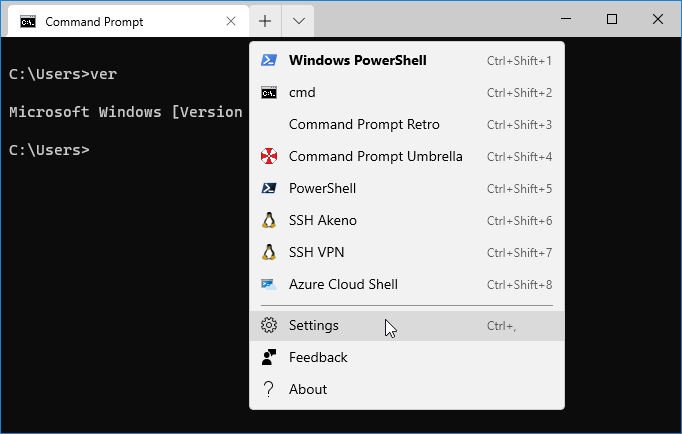 Command Prompt
C:\Users>ver
Microsoft Windows [Version
C:\Users>
Windows PowerShell Ctrl+Shift+1
cmd Ctrl+Shift+2
Command Prompt Retro Ctrl+Shift+3
Command Prompt Umbrella Ctrl+Shift+4
PowerShell Ctrl+Shift+5
SSH Akeno Ctrl+Shift+6
SSH VPN Ctrl+Shift+7
Azure Cloud Shell Ctrl+Shift+8
Settings Ctrl+,
Feedback
About